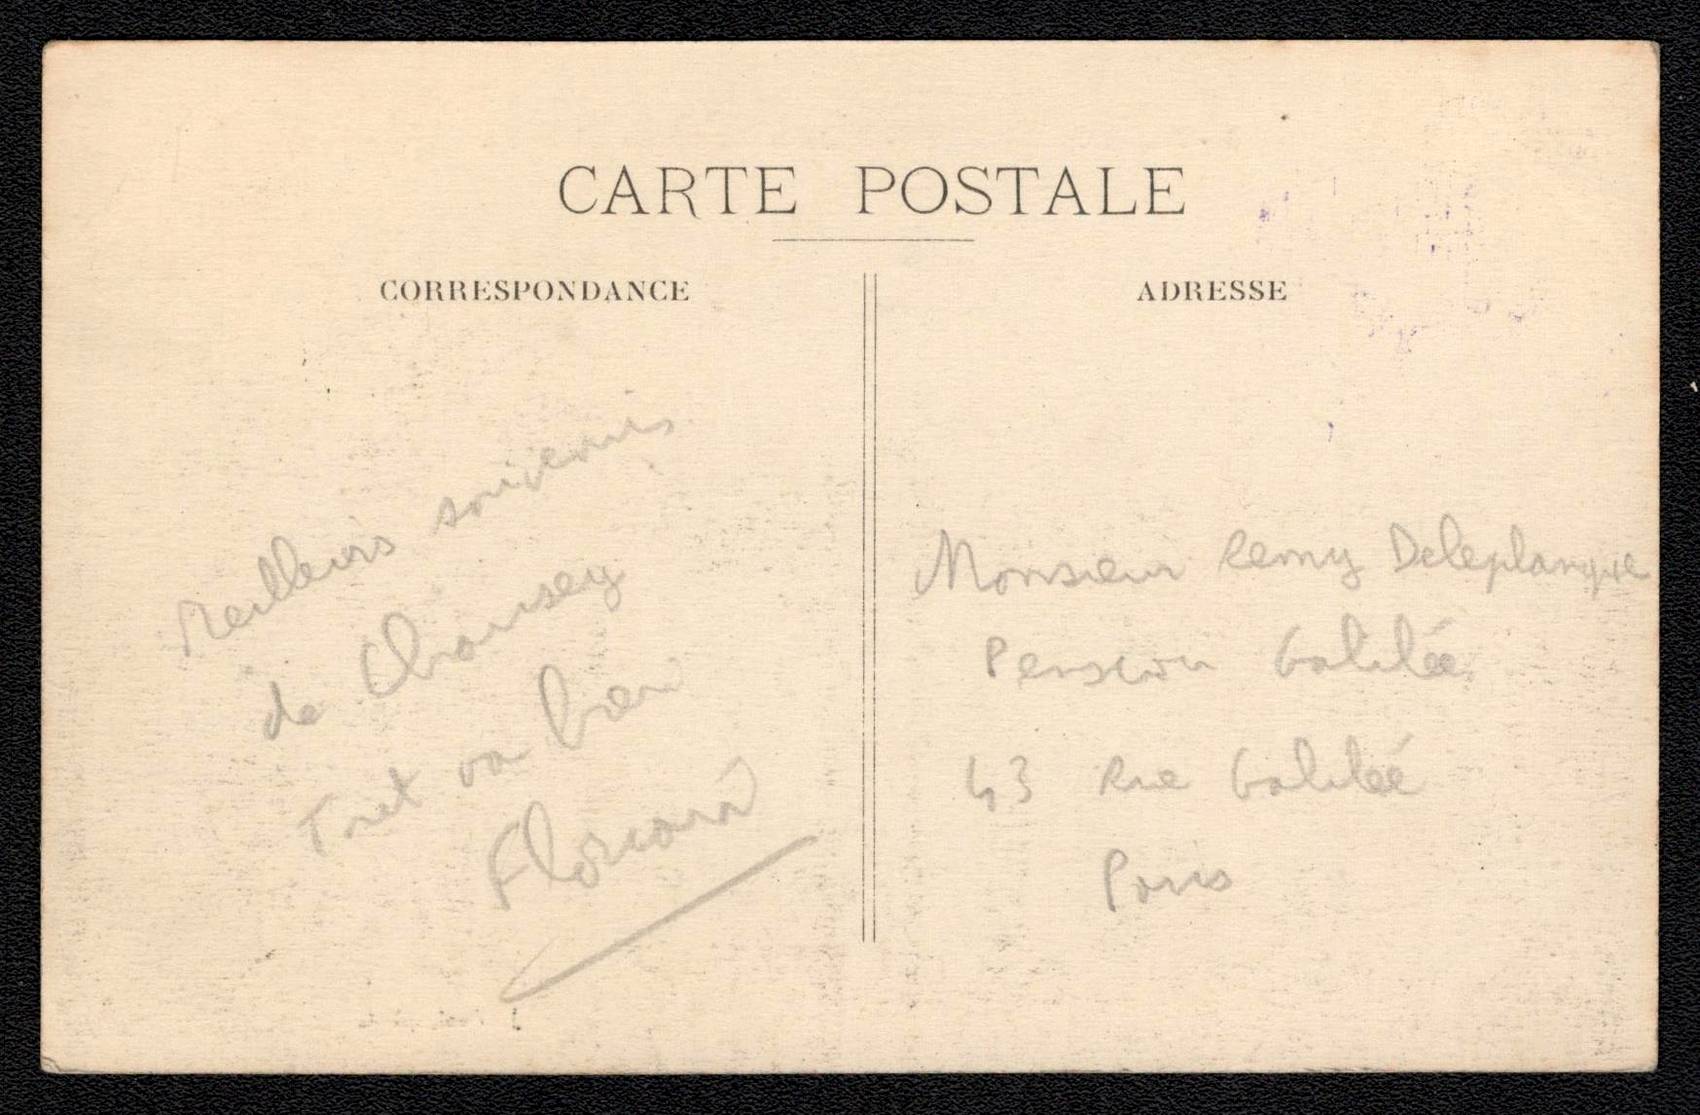 CARTE POSTALE
CORRESPONDANCE
ADRESSE
Meilleurs souvenirs
de Chausey
Tout va bien
Monsieur Remy Deleplanque
Pension Galilée
43 Rue Galilée
Paris